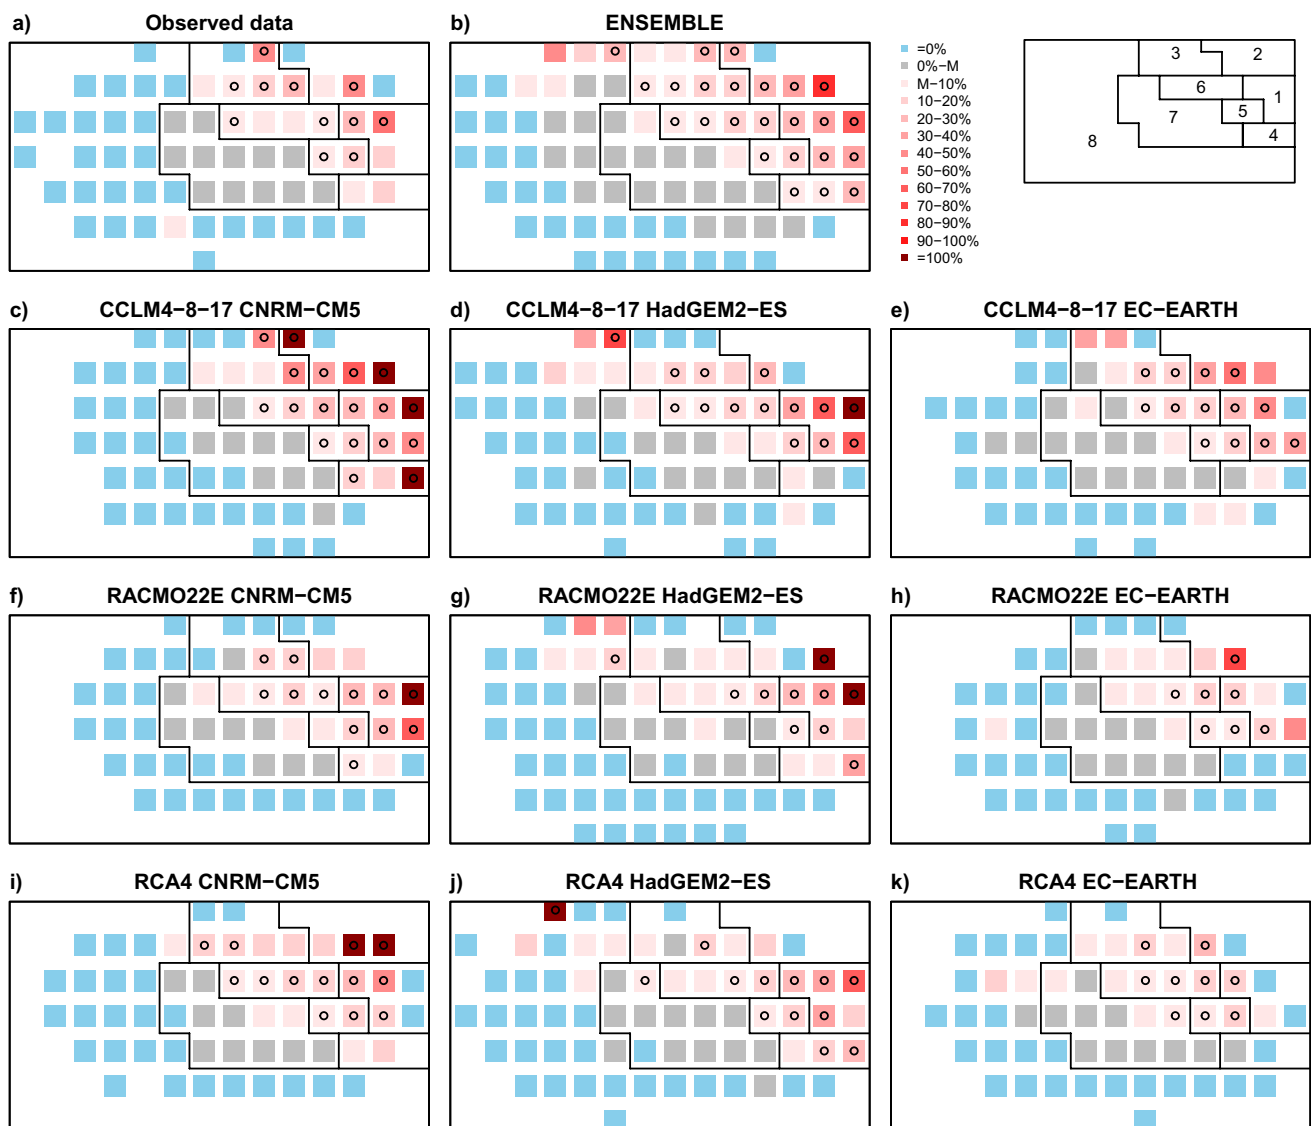 a) Observed data
b) ENSEMBLE
=0%
0%−M
M−10%
10−20%
20−30%
30−40%
40−50%
50−60%
60−70%
70−80%
80−90%
90−100%
=100%
3 2
6 1
7 5
8 4
c) CCLM4−8−17 CNRM−CM5
d) CCLM4−8−17 HadGEM2−ES
e) CCLM4−8−17 EC−EARTH
f) RACMO22E CNRM−CM5
g) RACMO22E HadGEM2−ES
h) RACMO22E EC−EARTH
i) RCA4 CNRM−CM5
j) RCA4 HadGEM2−ES
k) RCA4 EC−EARTH